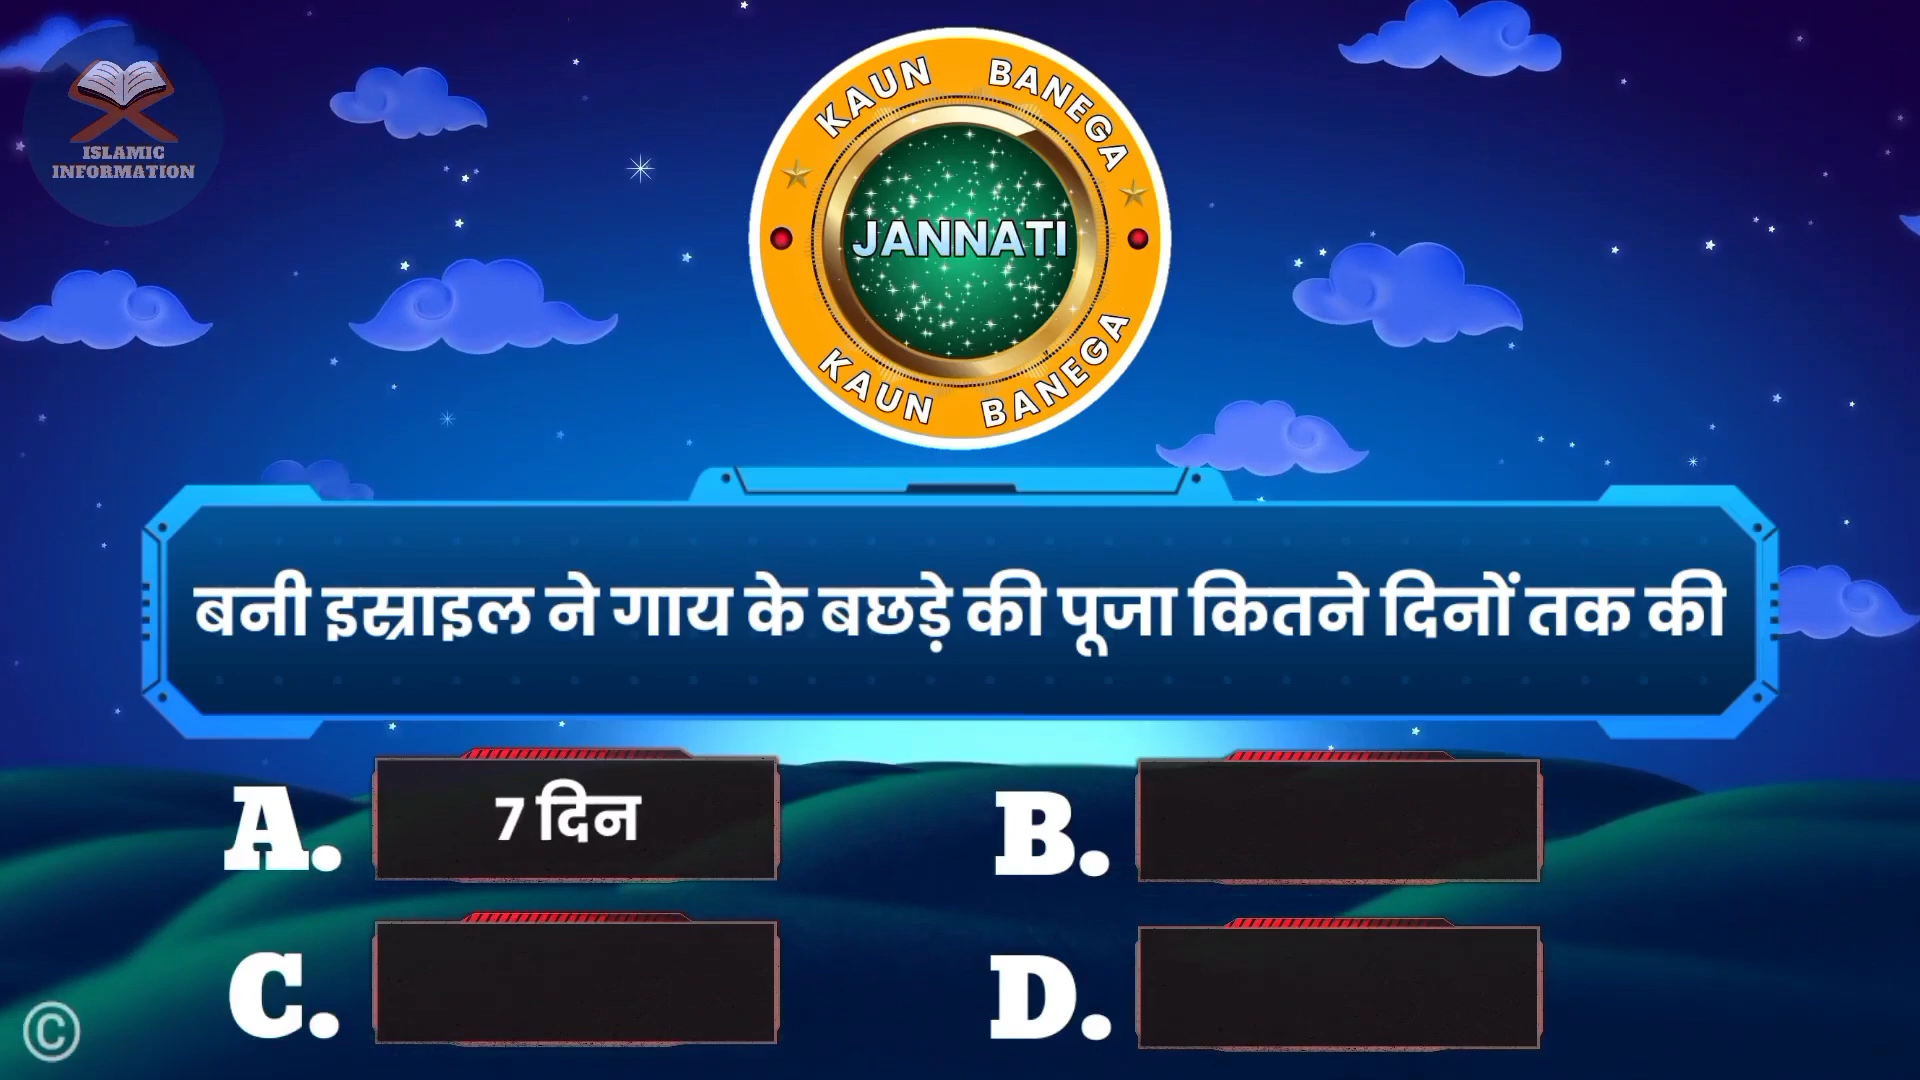 ISLAMIC
INFORMATION
KAUN BANEGA
JANNATI
KAUN BANEGA
बनी इस्राइल ने गाय के बछड़े की पूजा कितने दिनों तक की
A. 7 दिन
B.
C.
D.
©